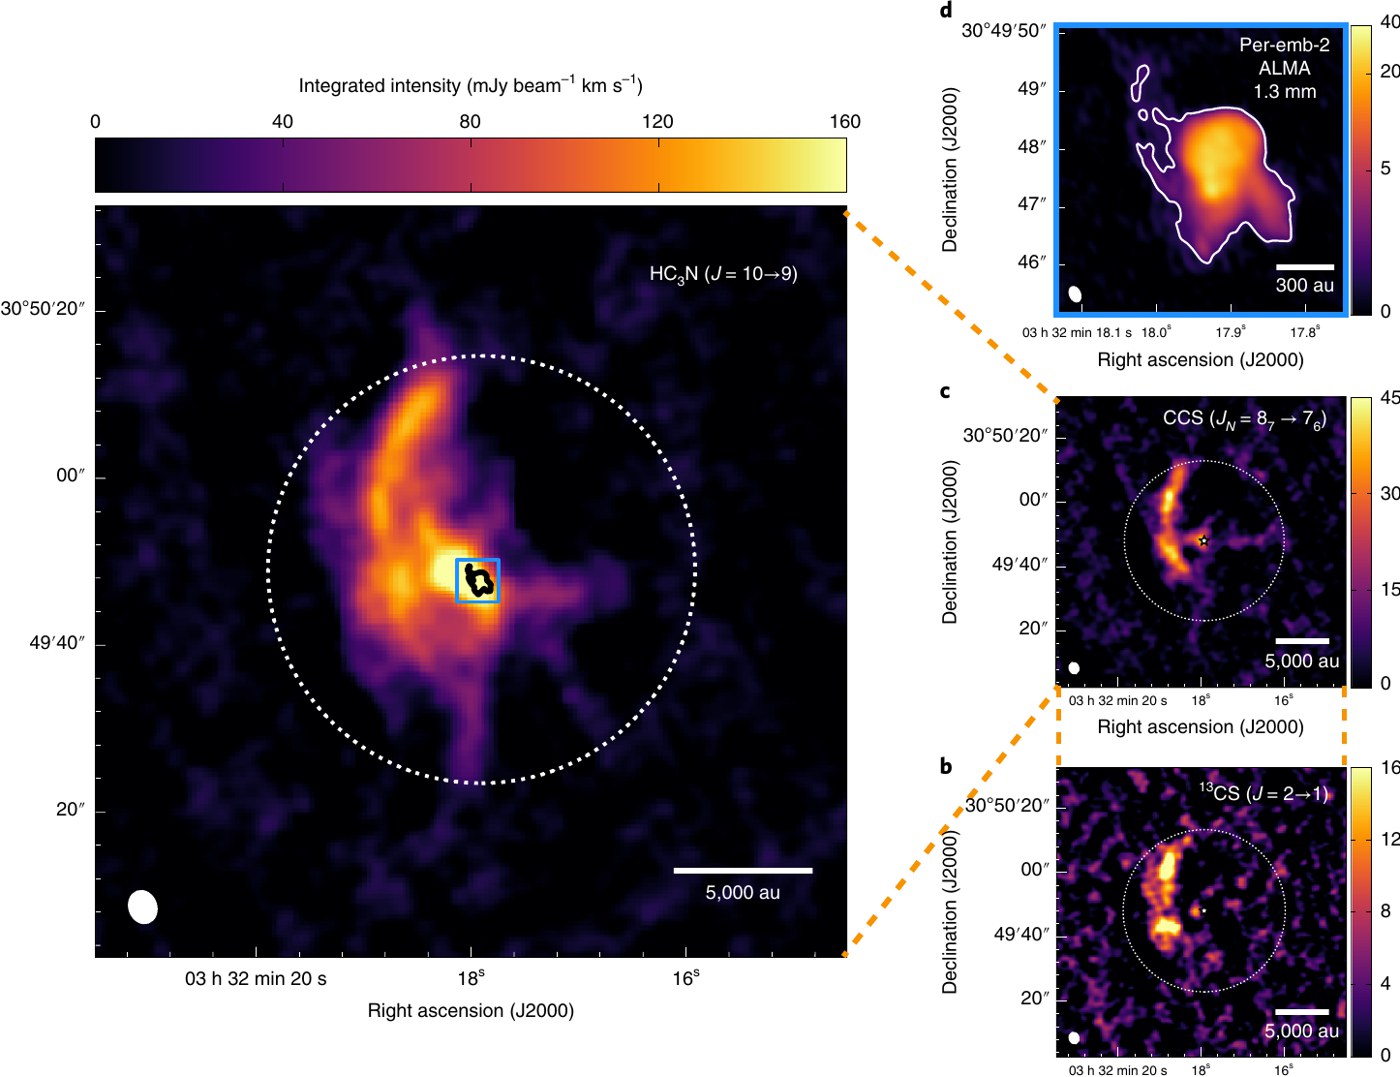 Integrated intensity (mJy beam⁻¹ km s⁻¹)
0 40 80 120 160
HC₃N (J = 10→9)
30°50′20″
00″
49′40″
20″
5,000 au
03 h 32 min 20 s 18ˢ 16ˢ
Right ascension (J2000)
d
Declination (J2000)
30°49′50″
49″
48″
47″
46″
Per-emb-2
ALMA
1.3 mm
300 au
40
20
5
0
03 h 32 min 18.1 s 18.0ˢ 17.9ˢ 17.8ˢ
Right ascension (J2000)
c
Declination (J2000)
30°50′20″
00″
49′40″
20″
CCS (J_N = 8₇ → 7₆)
5,000 au
45
30
15
0
03 h 32 min 20 s 18ˢ 16ˢ
Right ascension (J2000)
b
Declination (J2000)
30°50′20″
00″
49′40″
20″
¹³CS (J = 2→1)
5,000 au
16
12
8
4
0
03 h 32 min 20 s 18ˢ 16ˢ